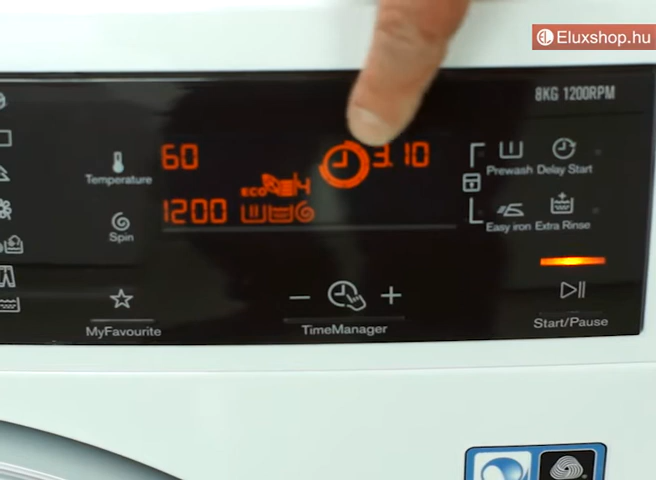 Eluxshop.hu
8KG 1200RPM
60
3.10
Temperature
Prewash Delay Start
ECO 4
1200
Spin
Easy iron Extra Rinse
MyFavourite
− +
TimeManager
Start/Pause